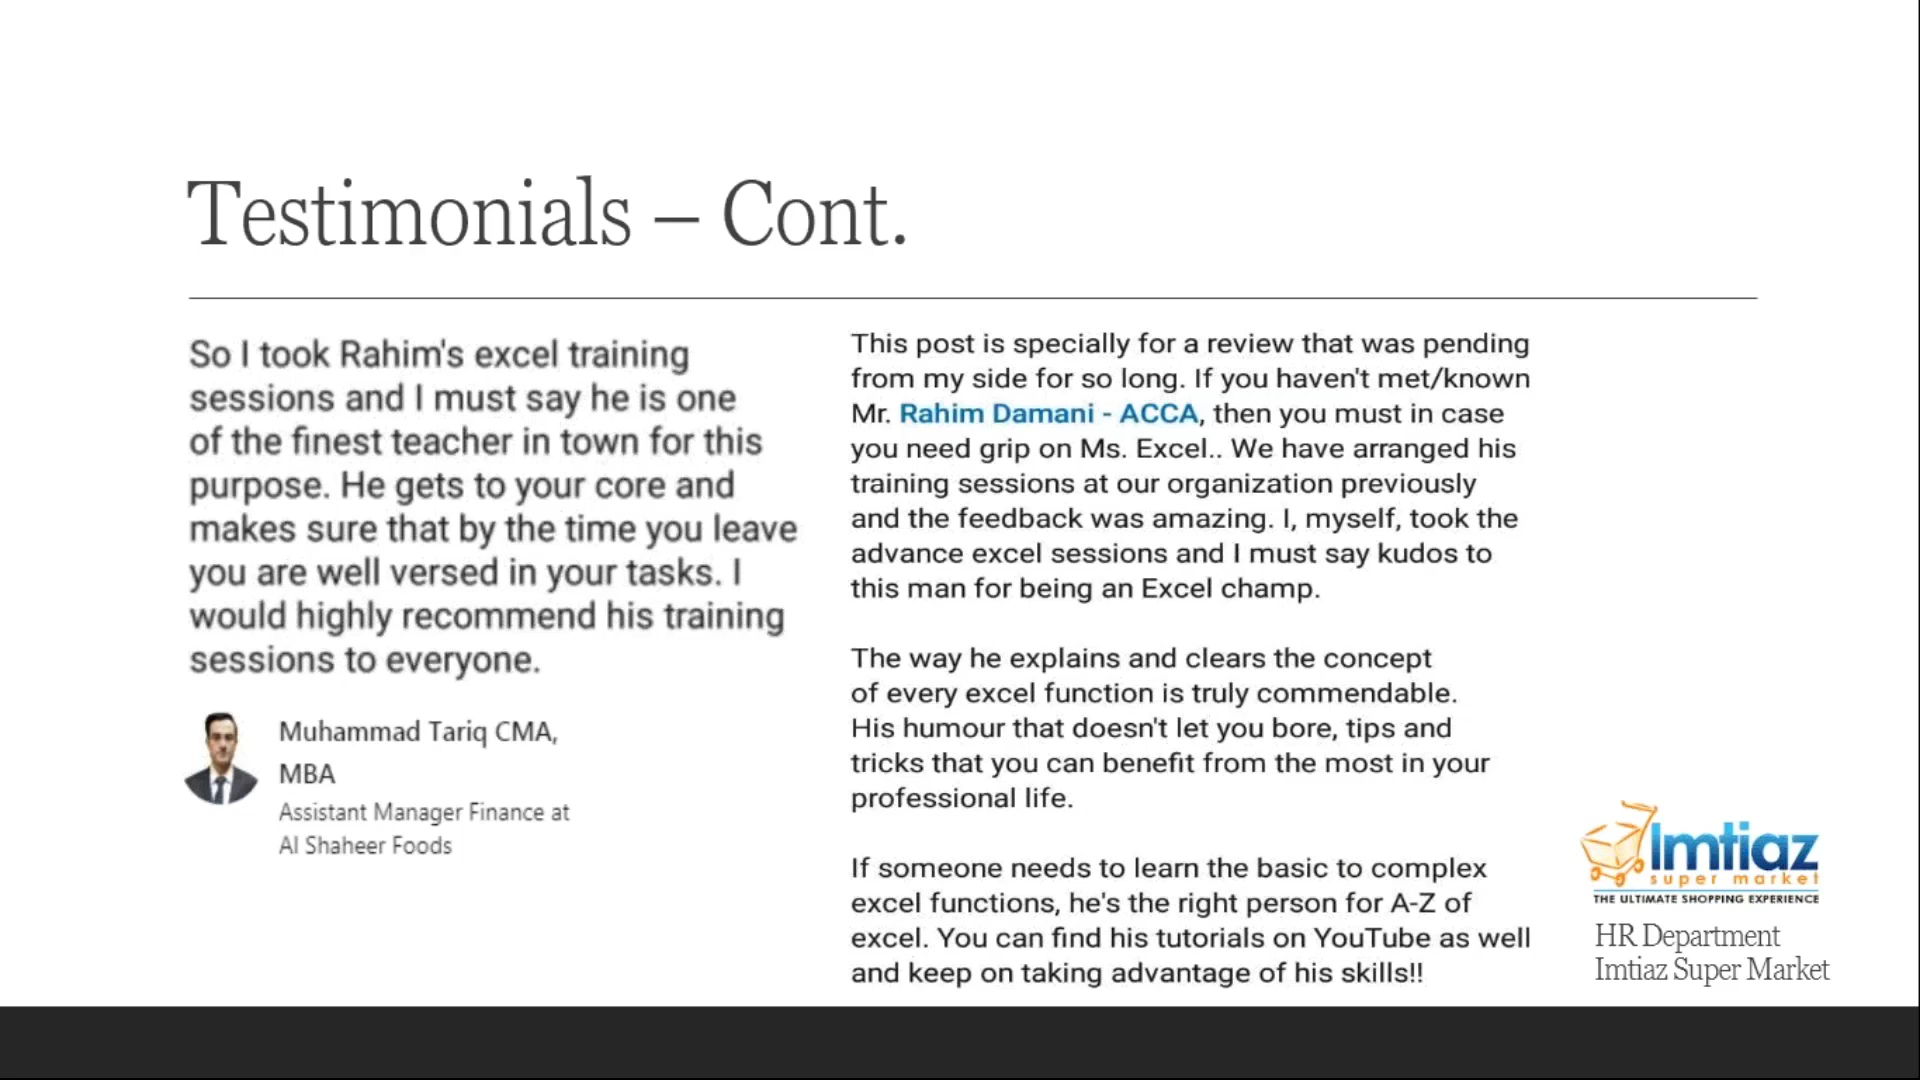 Testimonials – Cont.
So I took Rahim's excel training
sessions and I must say he is one
of the finest teacher in town for this
purpose. He gets to your core and
makes sure that by the time you leave
you are well versed in your tasks. I
would highly recommend his training
sessions to everyone.
Muhammad Tariq CMA,
MBA
Assistant Manager Finance at
Al Shaheer Foods
This post is specially for a review that was pending
from my side for so long. If you haven't met/known
Mr. Rahim Damani - ACCA, then you must in case
you need grip on Ms. Excel.. We have arranged his
training sessions at our organization previously
and the feedback was amazing. I, myself, took the
advance excel sessions and I must say kudos to
this man for being an Excel champ.
The way he explains and clears the concept
of every excel function is truly commendable.
His humour that doesn't let you bore, tips and
tricks that you can benefit from the most in your
professional life.
If someone needs to learn the basic to complex
excel functions, he's the right person for A-Z of
excel. You can find his tutorials on YouTube as well
and keep on taking advantage of his skills!!
Imtiaz
super market
THE ULTIMATE SHOPPING EXPERIENCE
HR Department
Imtiaz Super Market